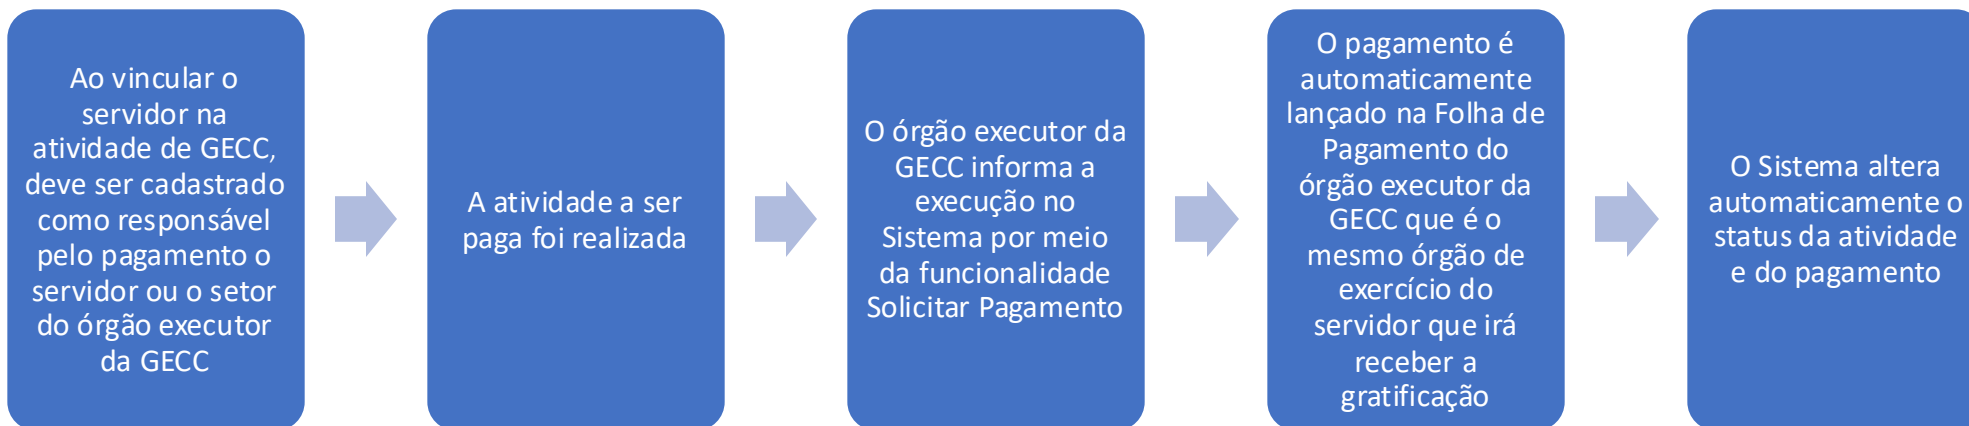 Ao vincular o
servidor na
atividade de GECC,
deve ser cadastrado
como responsável
pelo pagamento o
servidor ou o setor
do órgão executor
da GECC
A atividade a ser
paga foi realizada
O órgão executor da
GECC informa a
execução no
Sistema por meio
da funcionalidade
Solicitar Pagamento
O pagamento é
automaticamente
lançado na Folha de
Pagamento do
órgão executor da
GECC que é o
mesmo órgão de
exercício do
servidor que irá
receber a
gratificação
O Sistema altera
automaticamente o
status da atividade
e do pagamento